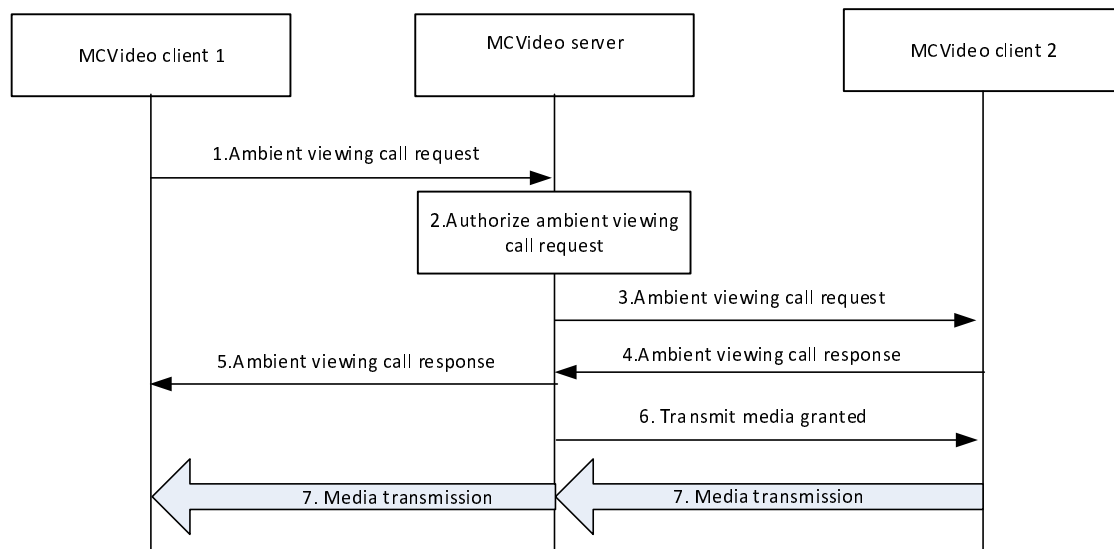 MCVideo client 1
MCVideo server
MCVideo client 2
1.Ambient viewing call request
2.Authorize ambient viewing
call request
3.Ambient viewing call request
4.Ambient viewing call response
5.Ambient viewing call response
6. Transmit media granted
7. Media transmission
7. Media transmission